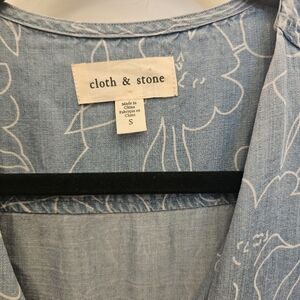 cloth & stone
Made in
China
Fabriqué en
Chine
S